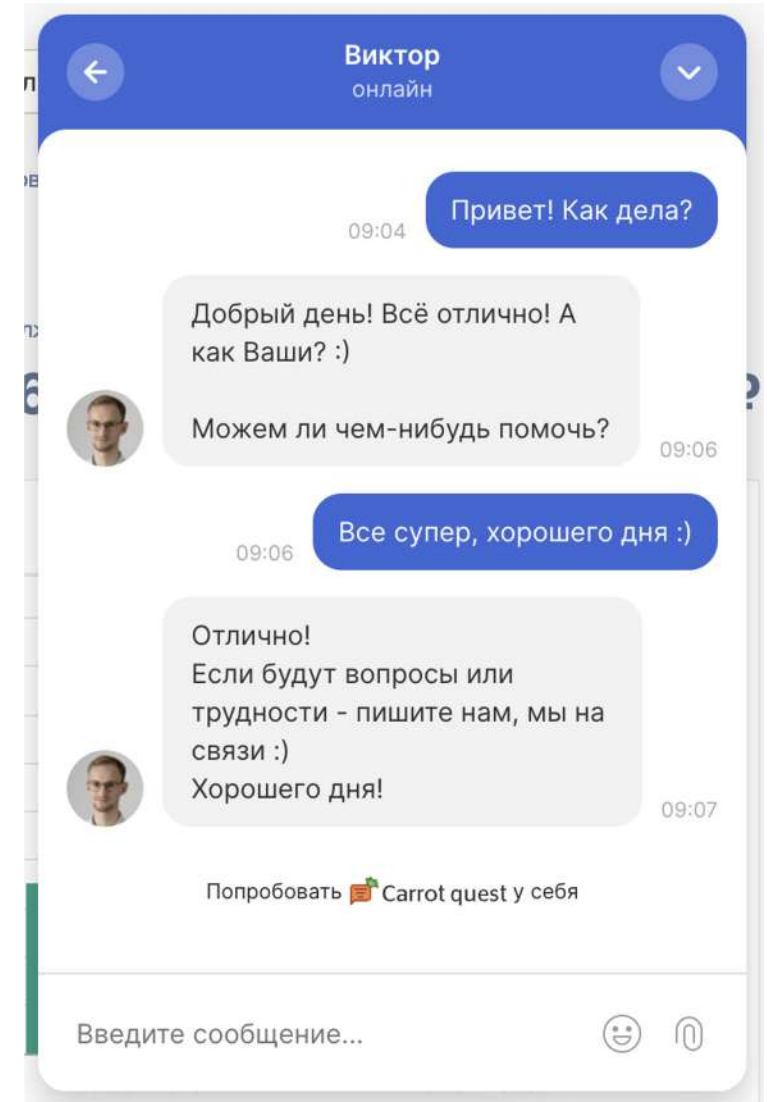 Виктор
онлайн
Привет! Как дела?
09:04
Добрый день! Всё отлично! А
как Ваши? :)
Можем ли чем-нибудь помочь?
09:06
Все супер, хорошего дня :)
09:06
Отлично!
Если будут вопросы или
трудности - пишите нам, мы на
связи :)
Хорошего дня!
09:07
Попробовать Carrot quest у себя
Введите сообщение...